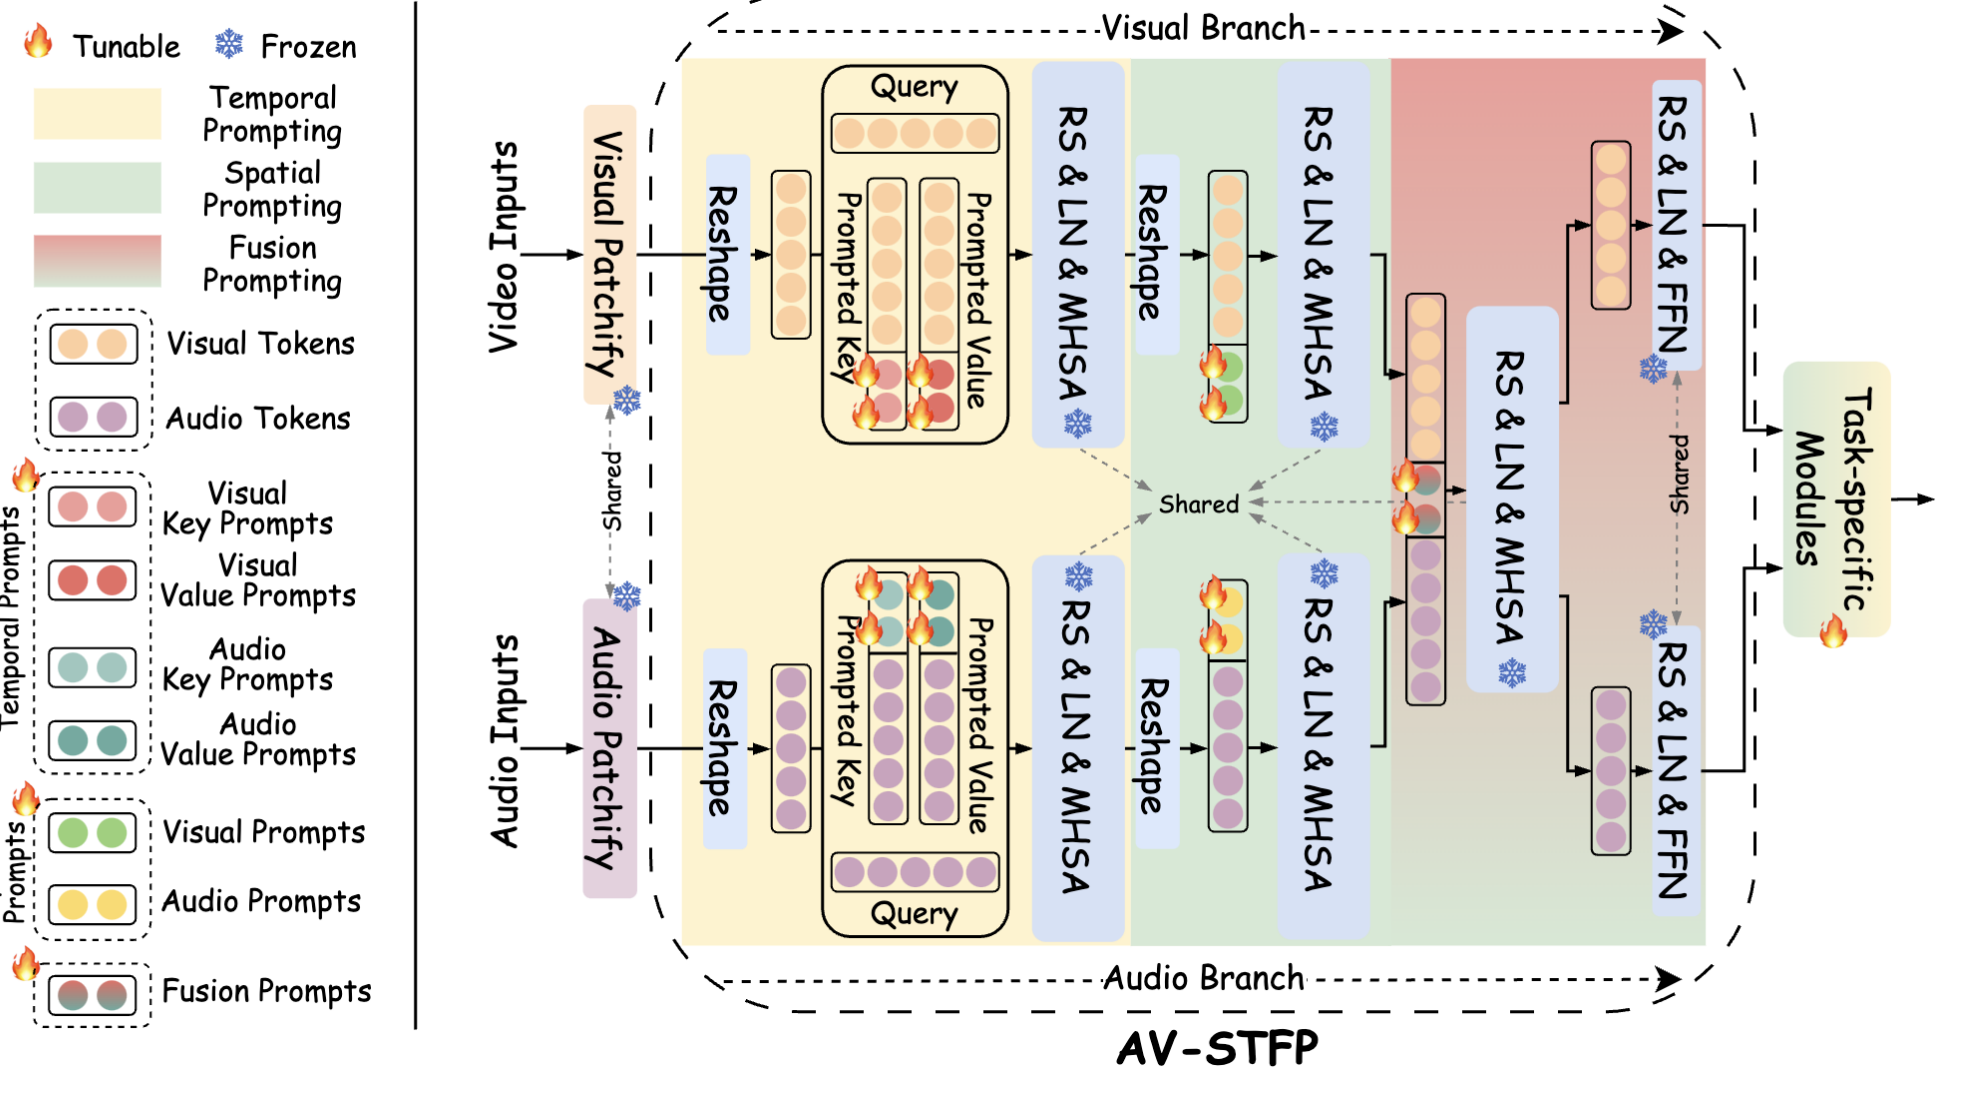 Tunable
Frozen
Temporal
Prompting
Spatial
Prompting
Fusion
Prompting
Visual Tokens
Audio Tokens
Temporal Prompts
Visual
Key Prompts
Visual
Value Prompts
Audio
Key Prompts
Audio
Value Prompts
Prompts
Visual Prompts
Audio Prompts
Fusion Prompts
Visual Branch
Video Inputs
Visual Patchify
Reshape
Query
Prompted Key
Prompted Value
RS & LN & MHSA
Reshape
RS & LN & MHSA
RS & LN & FFN
Shared
Shared
RS & LN & MHSA
Shared
Task-specific
Modules
Audio Inputs
Audio Patchify
Reshape
Prompted Key
Prompted Value
Query
RS & LN & MHSA
Reshape
RS & LN & MHSA
RS & LN & FFN
Audio Branch
AV-STFP